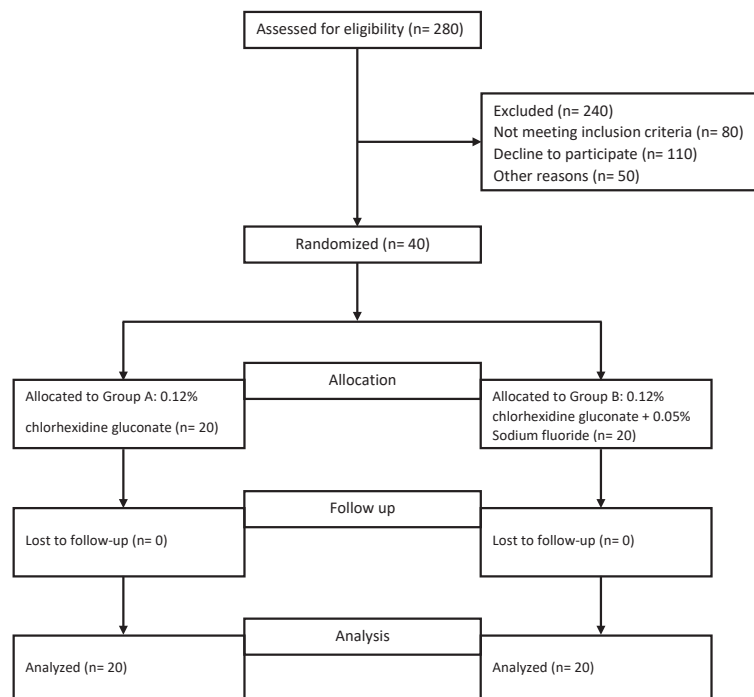 Assessed for eligibility (n= 280)
Excluded (n= 240)
Not meeting inclusion criteria (n= 80)
Decline to participate (n= 110)
Other reasons (n= 50)
Randomized (n= 40)
Allocation
Allocated to Group A: 0.12%
chlorhexidine gluconate (n= 20)
Allocated to Group B: 0.12%
chlorhexidine gluconate + 0.05%
Sodium fluoride (n= 20)
Follow up
Lost to follow-up (n= 0)
Lost to follow-up (n= 0)
Analysis
Analyzed (n= 20)
Analyzed (n= 20)